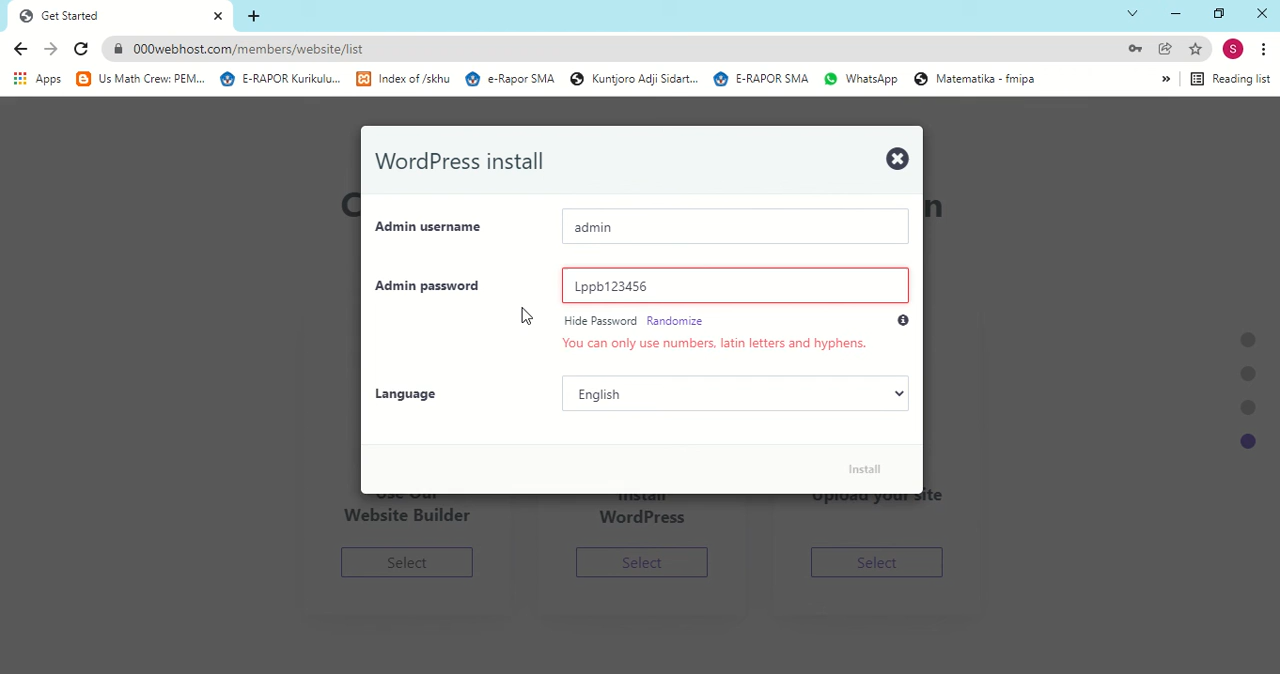 Get Started
000webhost.com/members/website/list
S
Apps
Us Math Crew: PEM...
E-RAPOR Kurikulu...
Index of /skhu
e-Rapor SMA
Kuntjoro Adji Sidart...
E-RAPOR SMA
WhatsApp
Matematika - fmipa
»
Reading list
WordPress install
Admin username
admin
Admin password
Lppb123456
Hide Password Randomize
You can only use numbers, latin letters and hyphens.
Language
English
Install
Website Builder
Install
WordPress
Upload your site
Select
Select
Select